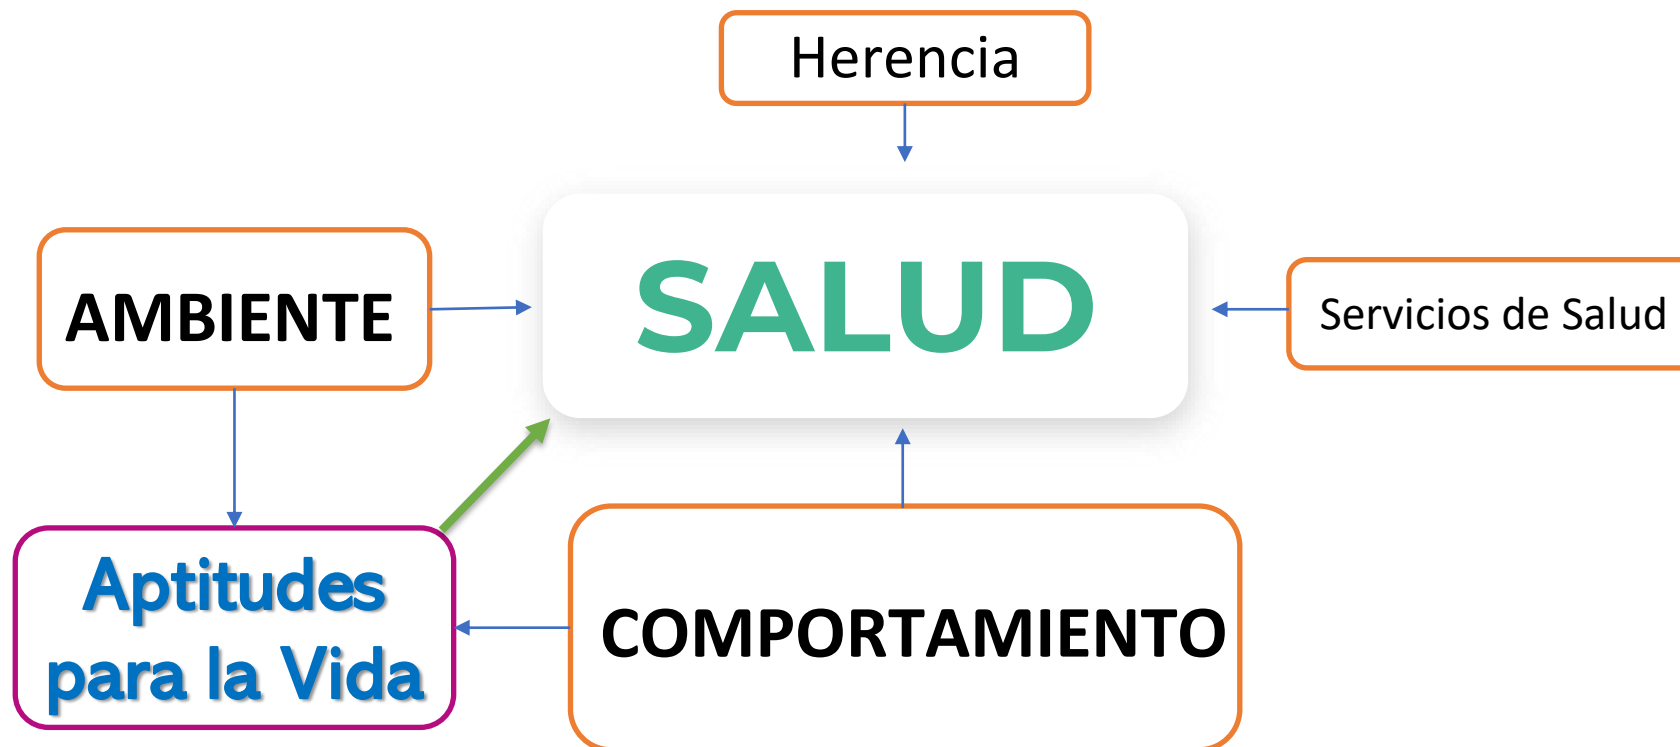 Herencia
AMBIENTE
SALUD
Servicios de Salud
Aptitudes
para la Vida
COMPORTAMIENTO